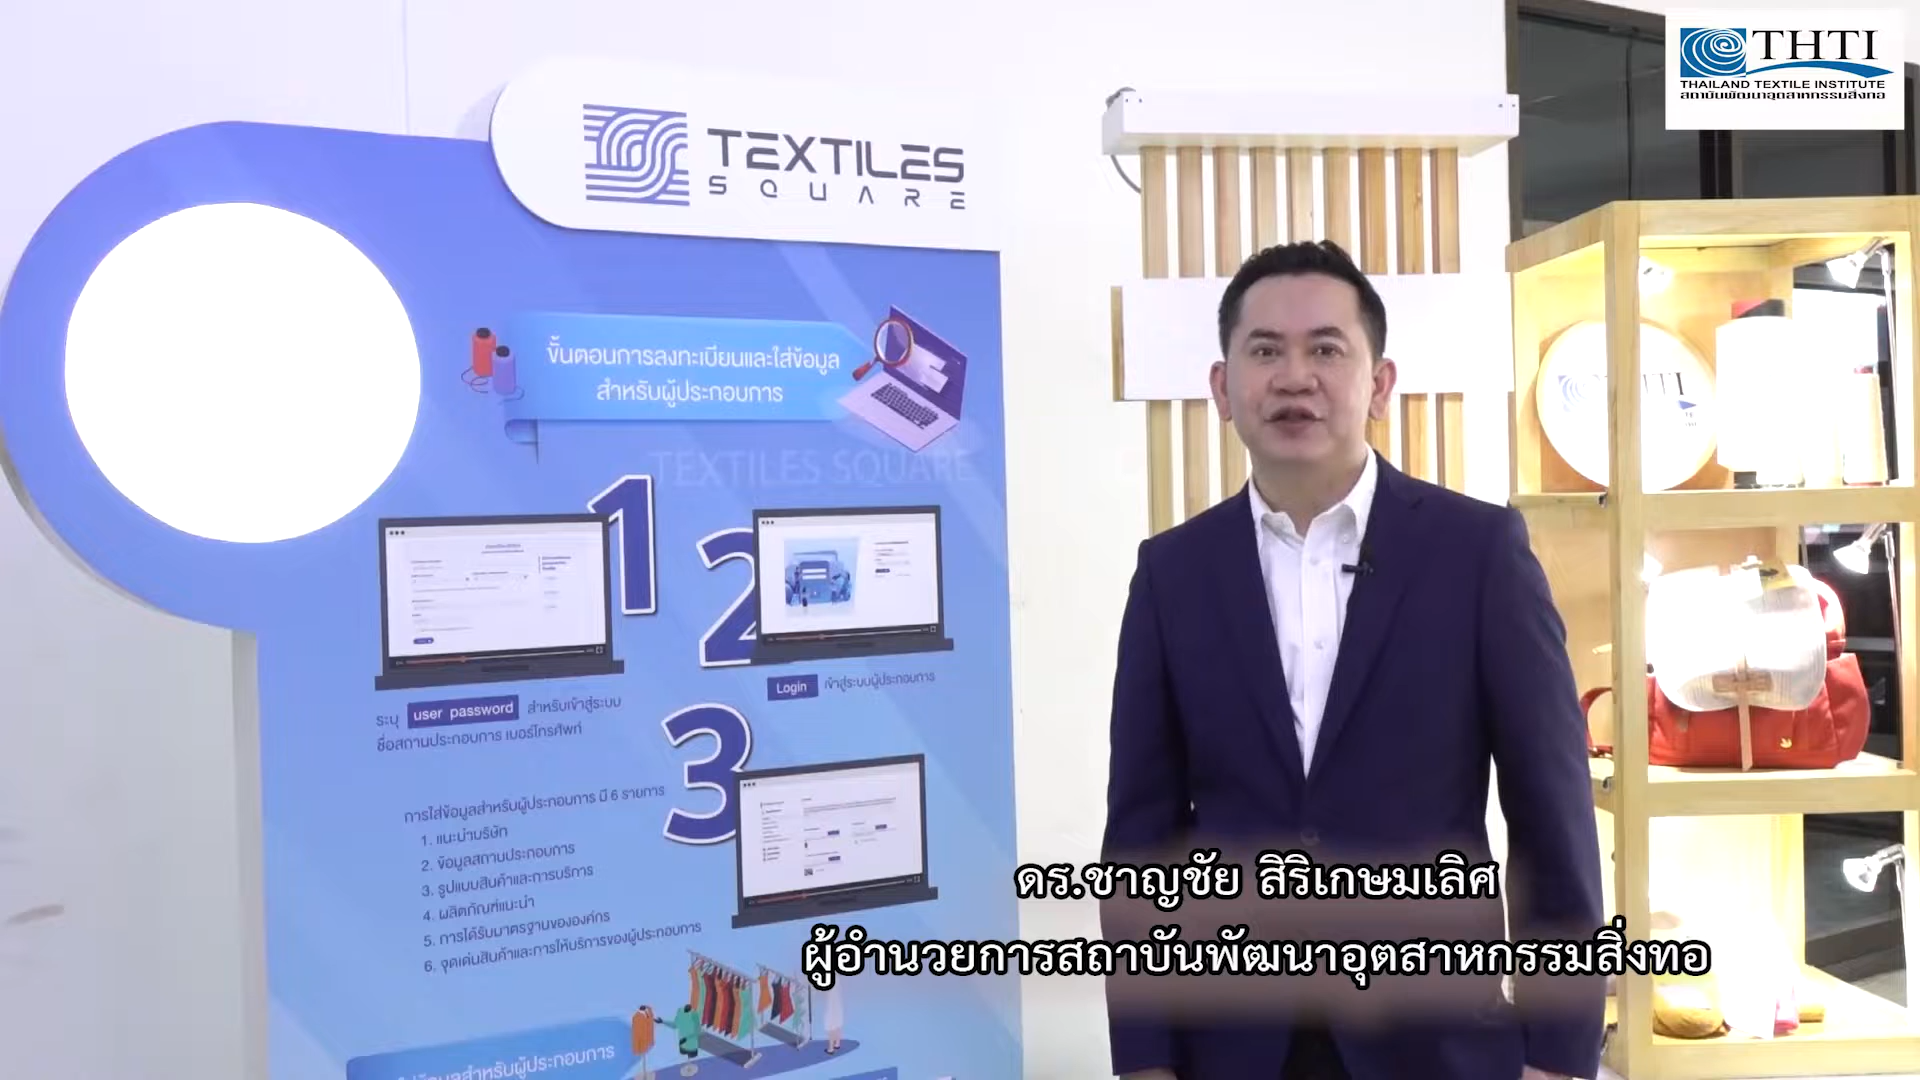 THTI
THAILAND TEXTILE INSTITUTE
สถาบันพัฒนาอุตสาหกรรมสิ่งทอ
TEXTILES
SQUARE
ขั้นตอนการลงทะเบียนและใส่ข้อมูล
สำหรับผู้ประกอบการ
TEXTILES SQUARE
THTI
1
2
ระบุ user password สำหรับเข้าสู่ระบบ
ชื่อสถานประกอบการ เบอร์โทรศัพท์
Login เข้าสู่ระบบผู้ประกอบการ
3
การใส่ข้อมูลสำหรับผู้ประกอบการ มี 6 รายการ
1. แนะนำบริษัท
2. ข้อมูลสถานประกอบการ
3. รูปแบบสินค้าและการบริการ
4. ผลิตภัณฑ์แนะนำ
5. การได้รับมาตรฐานขององค์กร
6. จุดเด่นสินค้าและการให้บริการของผู้ประกอบการ
ดร.ชาญชัย สิริเกษมเลิศ
ผู้อำนวยการสถาบันพัฒนาอุตสาหกรรมสิ่งทอ